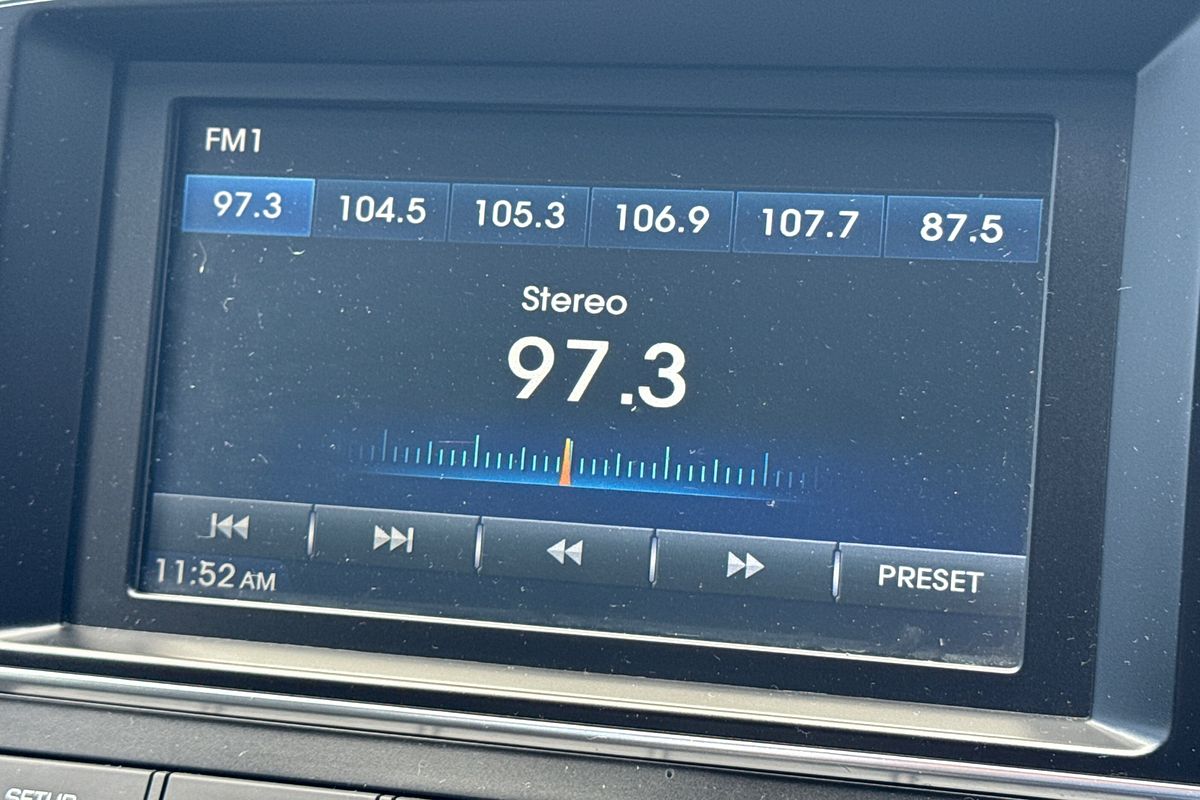 FM1
97.3 104.5 105.3 106.9 107.7 87.5
Stereo
97.3
PRESET
11:52 AM
SETUP